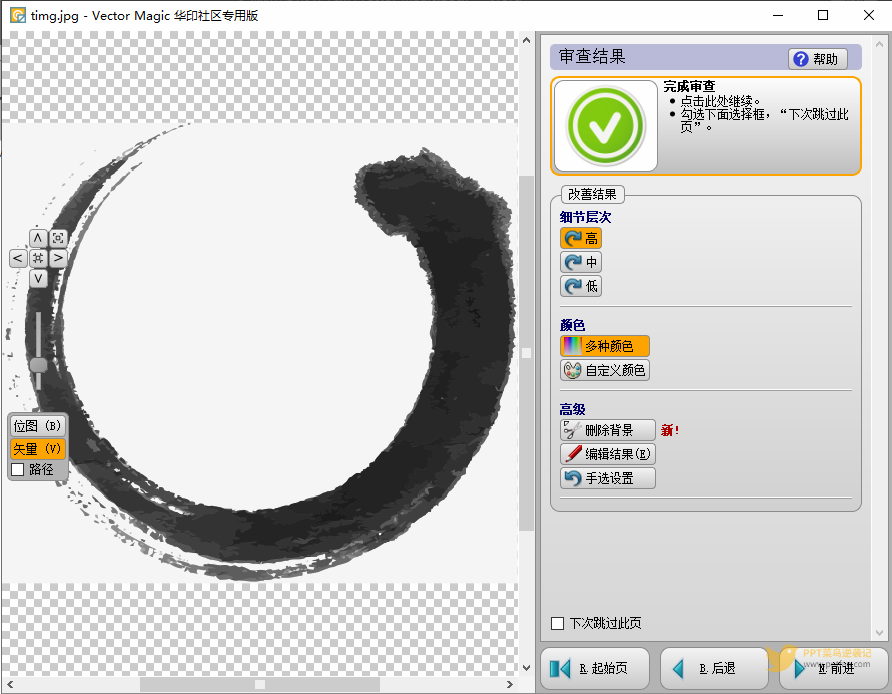 timg.jpg - Vector Magic 华印社区专用版
审查结果
? 帮助
完成审查
• 点击此处继续。
• 勾选下面选择框，“下次跳过此
页”。
改善结果
细节层次
高
中
低
颜色
多种颜色
自定义颜色
高级
删除背景 新!
编辑结果(E)
手选设置
位图 (B)
矢量 (V)
路径
下次跳过此页
R. 起始页
B. 后退
N. 前进
PPT菜鸟逆袭记